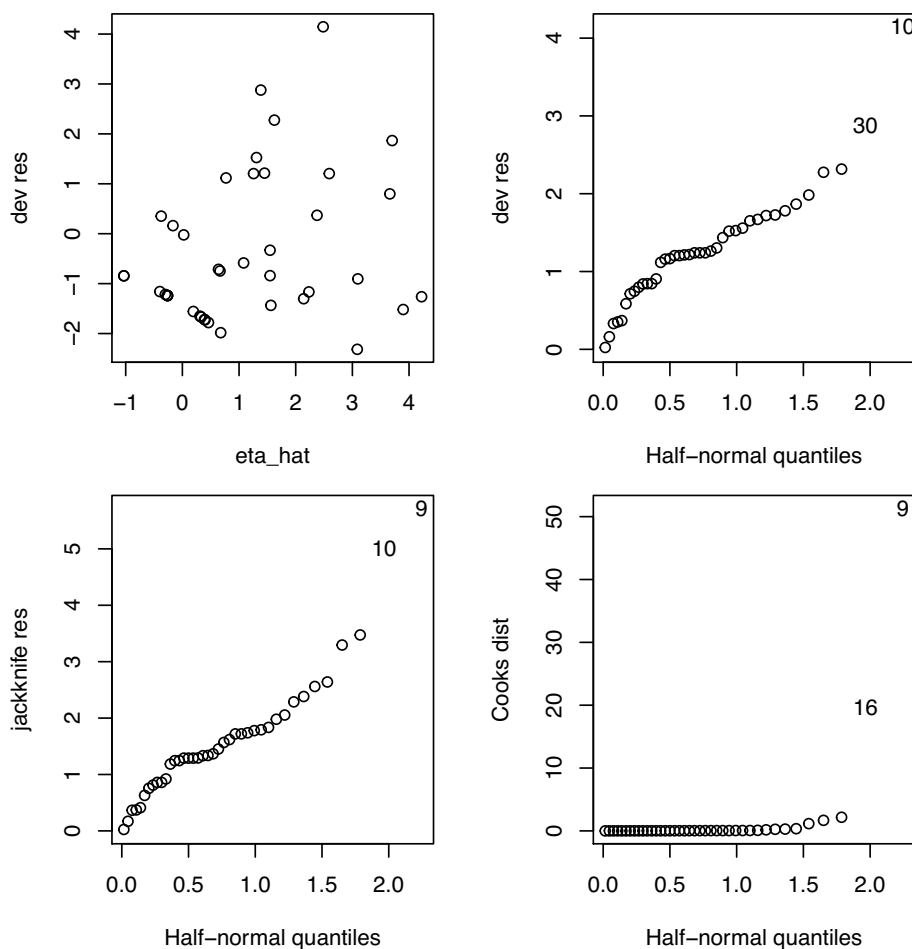 −1 0 1 2 3 4
−2 −1 0 1 2 3 4
eta_hat
dev res
0.0 0.5 1.0 1.5 2.0
0 1 2 3 4
Half−normal quantiles
dev res
30
10
0.0 0.5 1.0 1.5 2.0
0 1 2 3 4 5
Half−normal quantiles
jackknife res
10
9
0.0 0.5 1.0 1.5 2.0
0 10 20 30 40 50
Half−normal quantiles
Cooks dist
16
9